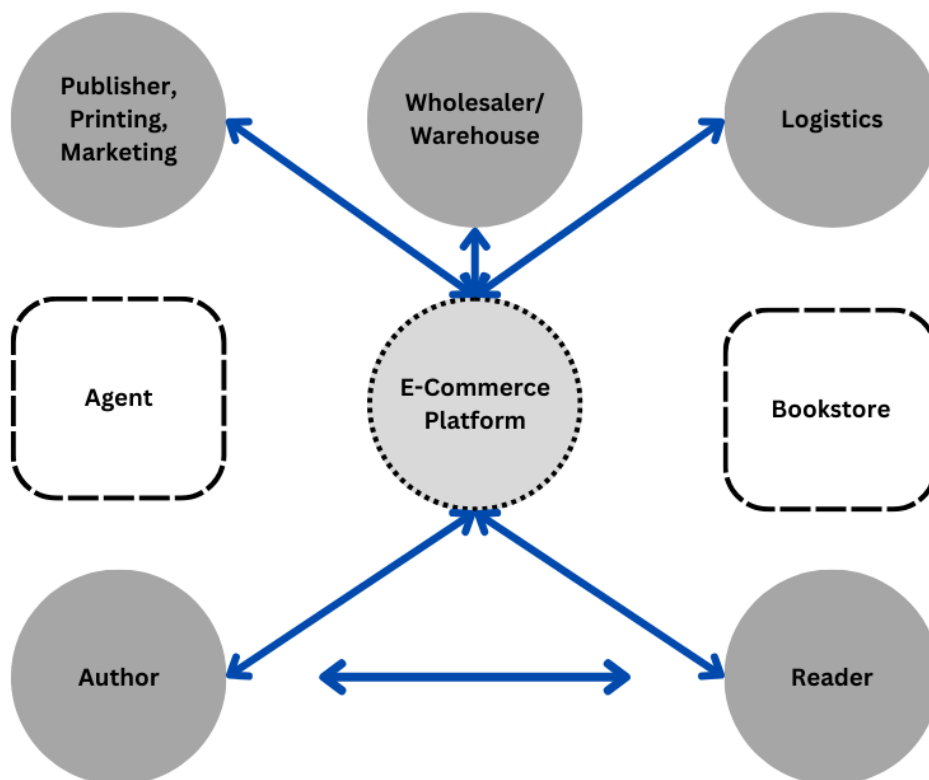 Publisher,
Printing,
Marketing
Wholesaler/
Warehouse
Logistics
Agent
E-Commerce
Platform
Bookstore
Author
Reader